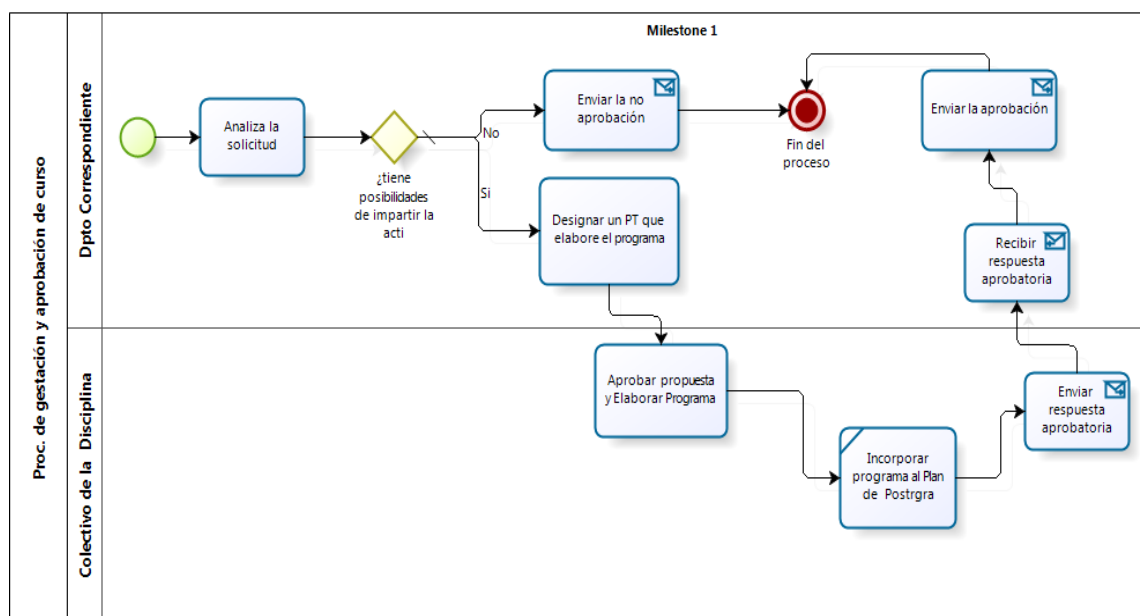 Proc. de gestación y aprobación de curso
Dpto Correspondiente
Colectivo de la Disciplina
Milestone 1
Analiza la
solicitud
¿tiene
posibilidades
de impartir la
acti
No
Si
Enviar la no
aprobación
Fin del
proceso
Enviar la aprobación
Designar un PT que
elabore el programa
Recibir
respuesta
aprobatoria
Aprobar propuesta
y Elaborar Programa
Incorporar
programa al Plan
de Postrgra
Enviar
respuesta
aprobatoria